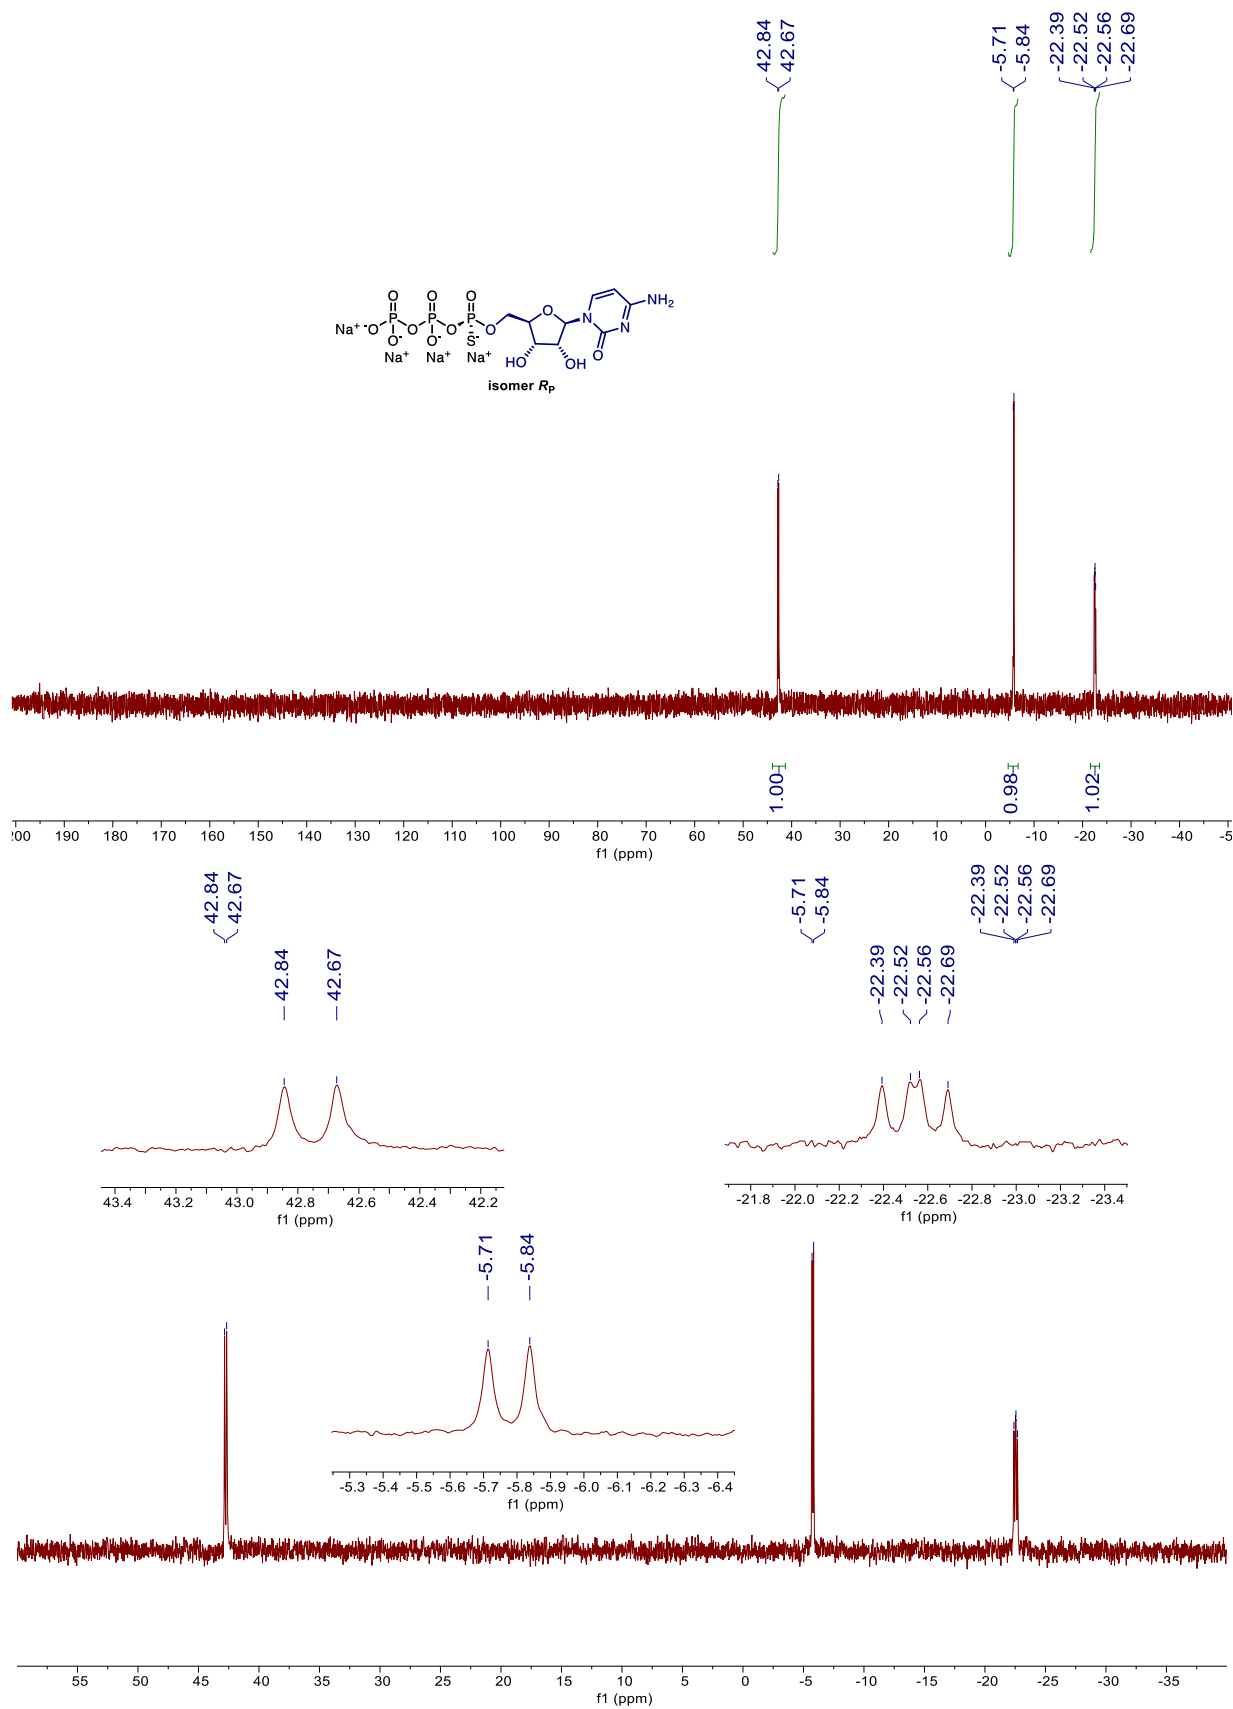 42.84
42.67
-5.71
-5.84
-22.39
-22.52
-22.56
-22.69
O O O
Na⁺ ⁻O P O P O P O O N NH₂
O⁻ O⁻ S⁻ N
Na⁺ Na⁺ Na⁺ HO OH O
isomer Rₚ
1.00
0.98
1.02
200 190 180 170 160 150 140 130 120 110 100 90 80 70 60 50 40 30 20 10 0 -10 -20 -30 -40 -5
f1 (ppm)
42.84
42.67
-5.71
-5.84
-22.39
-22.52
-22.56
-22.69
42.84
42.67
-22.39
-22.52
-22.56
-22.69
43.4 43.2 43.0 42.8 42.6 42.4 42.2
f1 (ppm)
-21.8 -22.0 -22.2 -22.4 -22.6 -22.8 -23.0 -23.2 -23.4
f1 (ppm)
-5.71
-5.84
-5.3 -5.4 -5.5 -5.6 -5.7 -5.8 -5.9 -6.0 -6.1 -6.2 -6.3 -6.4
f1 (ppm)
55 50 45 40 35 30 25 20 15 10 5 0 -5 -10 -15 -20 -25 -30 -35
f1 (ppm)